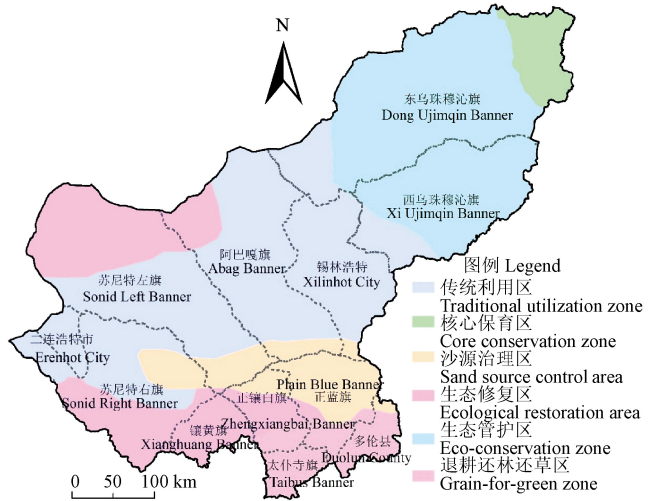 N
东乌珠穆沁旗
Dong Ujimqin Banner
西乌珠穆沁旗
Xi Ujimqin Banner
阿巴嘎旗
Abag Banner
锡林浩特
Xilinhot City
苏尼特左旗
Sonid Left Banner
二连浩特市
Erenhot City
苏尼特右旗
Sonid Right Banner
Plain Blue Banner
正蓝旗
正镶白旗
Zhengxiangbai Banner
镶黄旗
Xianghuang Banner
多伦县
Duolun County
太仆寺旗
Taibus Banner
0 50 100 km
图例 Legend
传统利用区
Traditional utilization zone
核心保育区
Core conservation zone
沙源治理区
Sand source control area
生态修复区
Ecological restoration area
生态管护区
Eco-conservation zone
退耕还林还草区
Grain-for-green zone